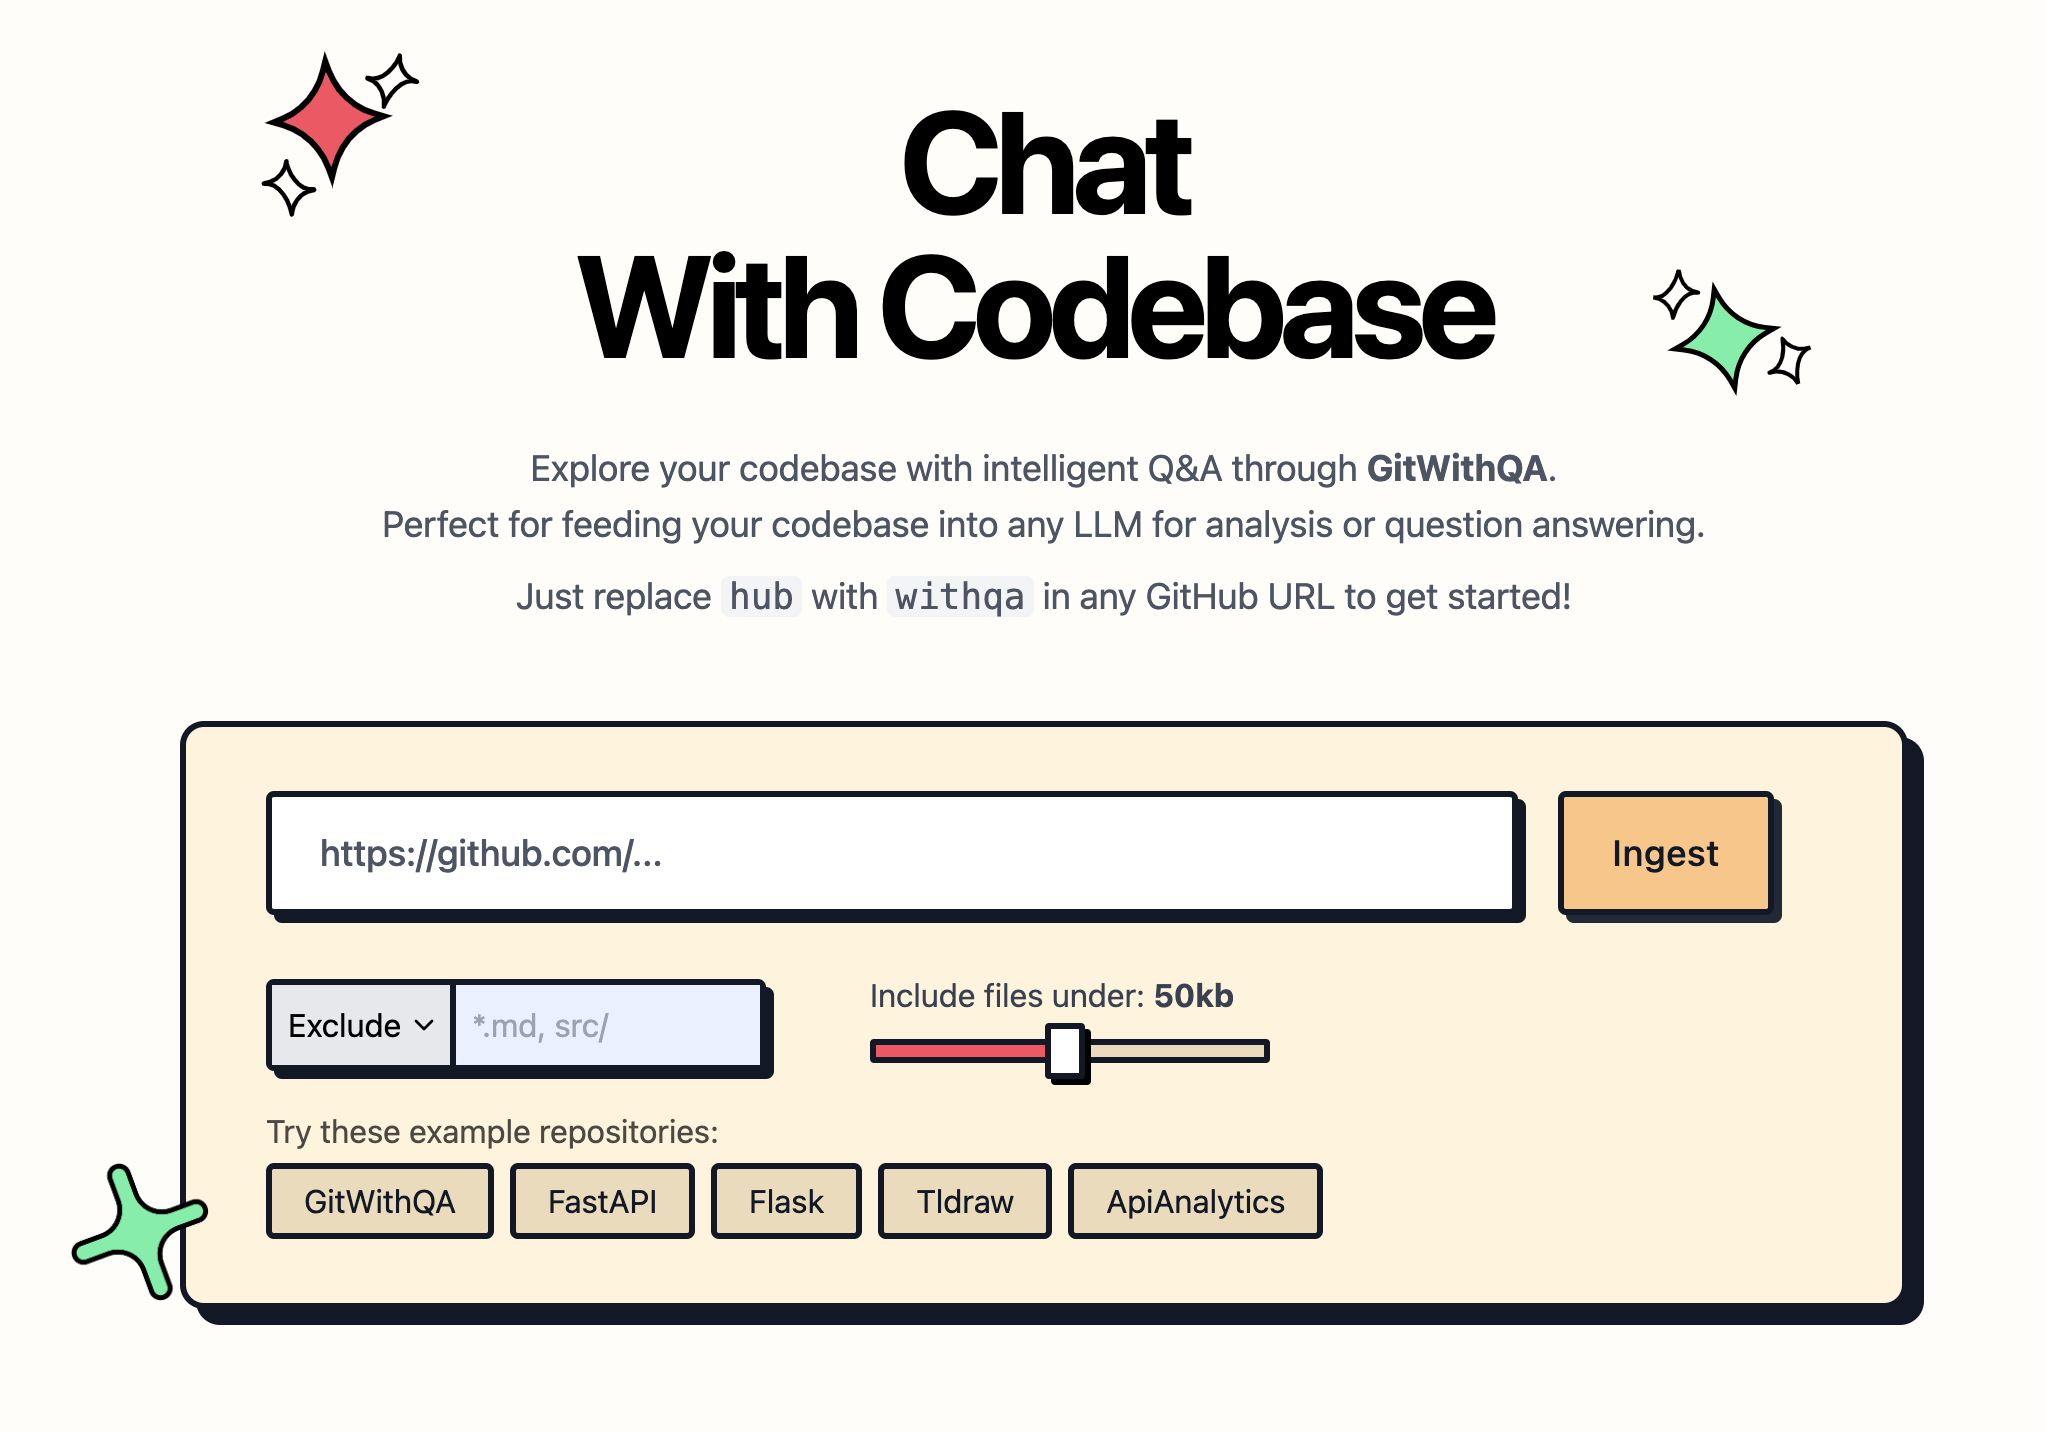 Chat
With Codebase
Explore your codebase with intelligent Q&A through GitWithQA.
Perfect for feeding your codebase into any LLM for analysis or question answering.
Just replace hub with withqa in any GitHub URL to get started!
https://github.com/...
Ingest
Include files under: 50kb
Exclude *.md, src/
Try these example repositories:
GitWithQA FastAPI Flask Tldraw ApiAnalytics